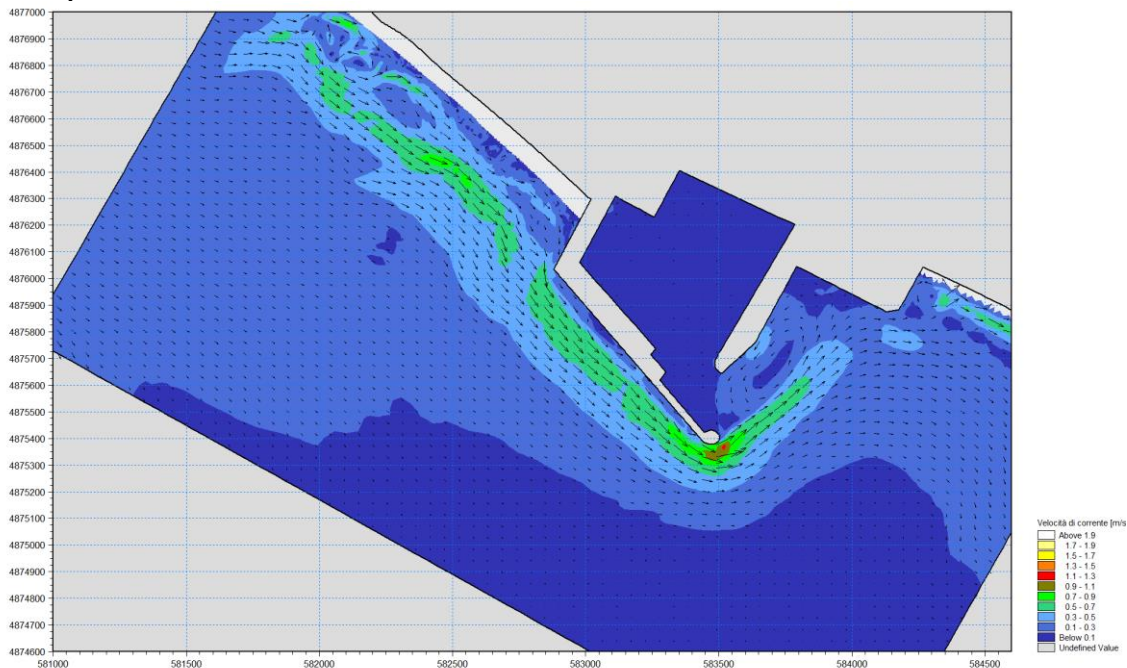 4877000
4876900
4876800
4876700
4876600
4876500
4876400
4876300
4876200
4876100
4876000
4875900
4875800
4875700
4875600
4875500
4875400
4875300
4875200
4875100
4875000
4874900
4874800
4874700
4874600
581000 581500 582000 582500 583000 583500 584000 584500
Velocità di corrente [m/s
Above 1.9
1.7 - 1.9
1.5 - 1.7
1.3 - 1.5
1.1 - 1.3
0.9 - 1.1
0.7 - 0.9
0.5 - 0.7
0.3 - 0.5
0.1 - 0.3
Below 0.1
Undefined Value